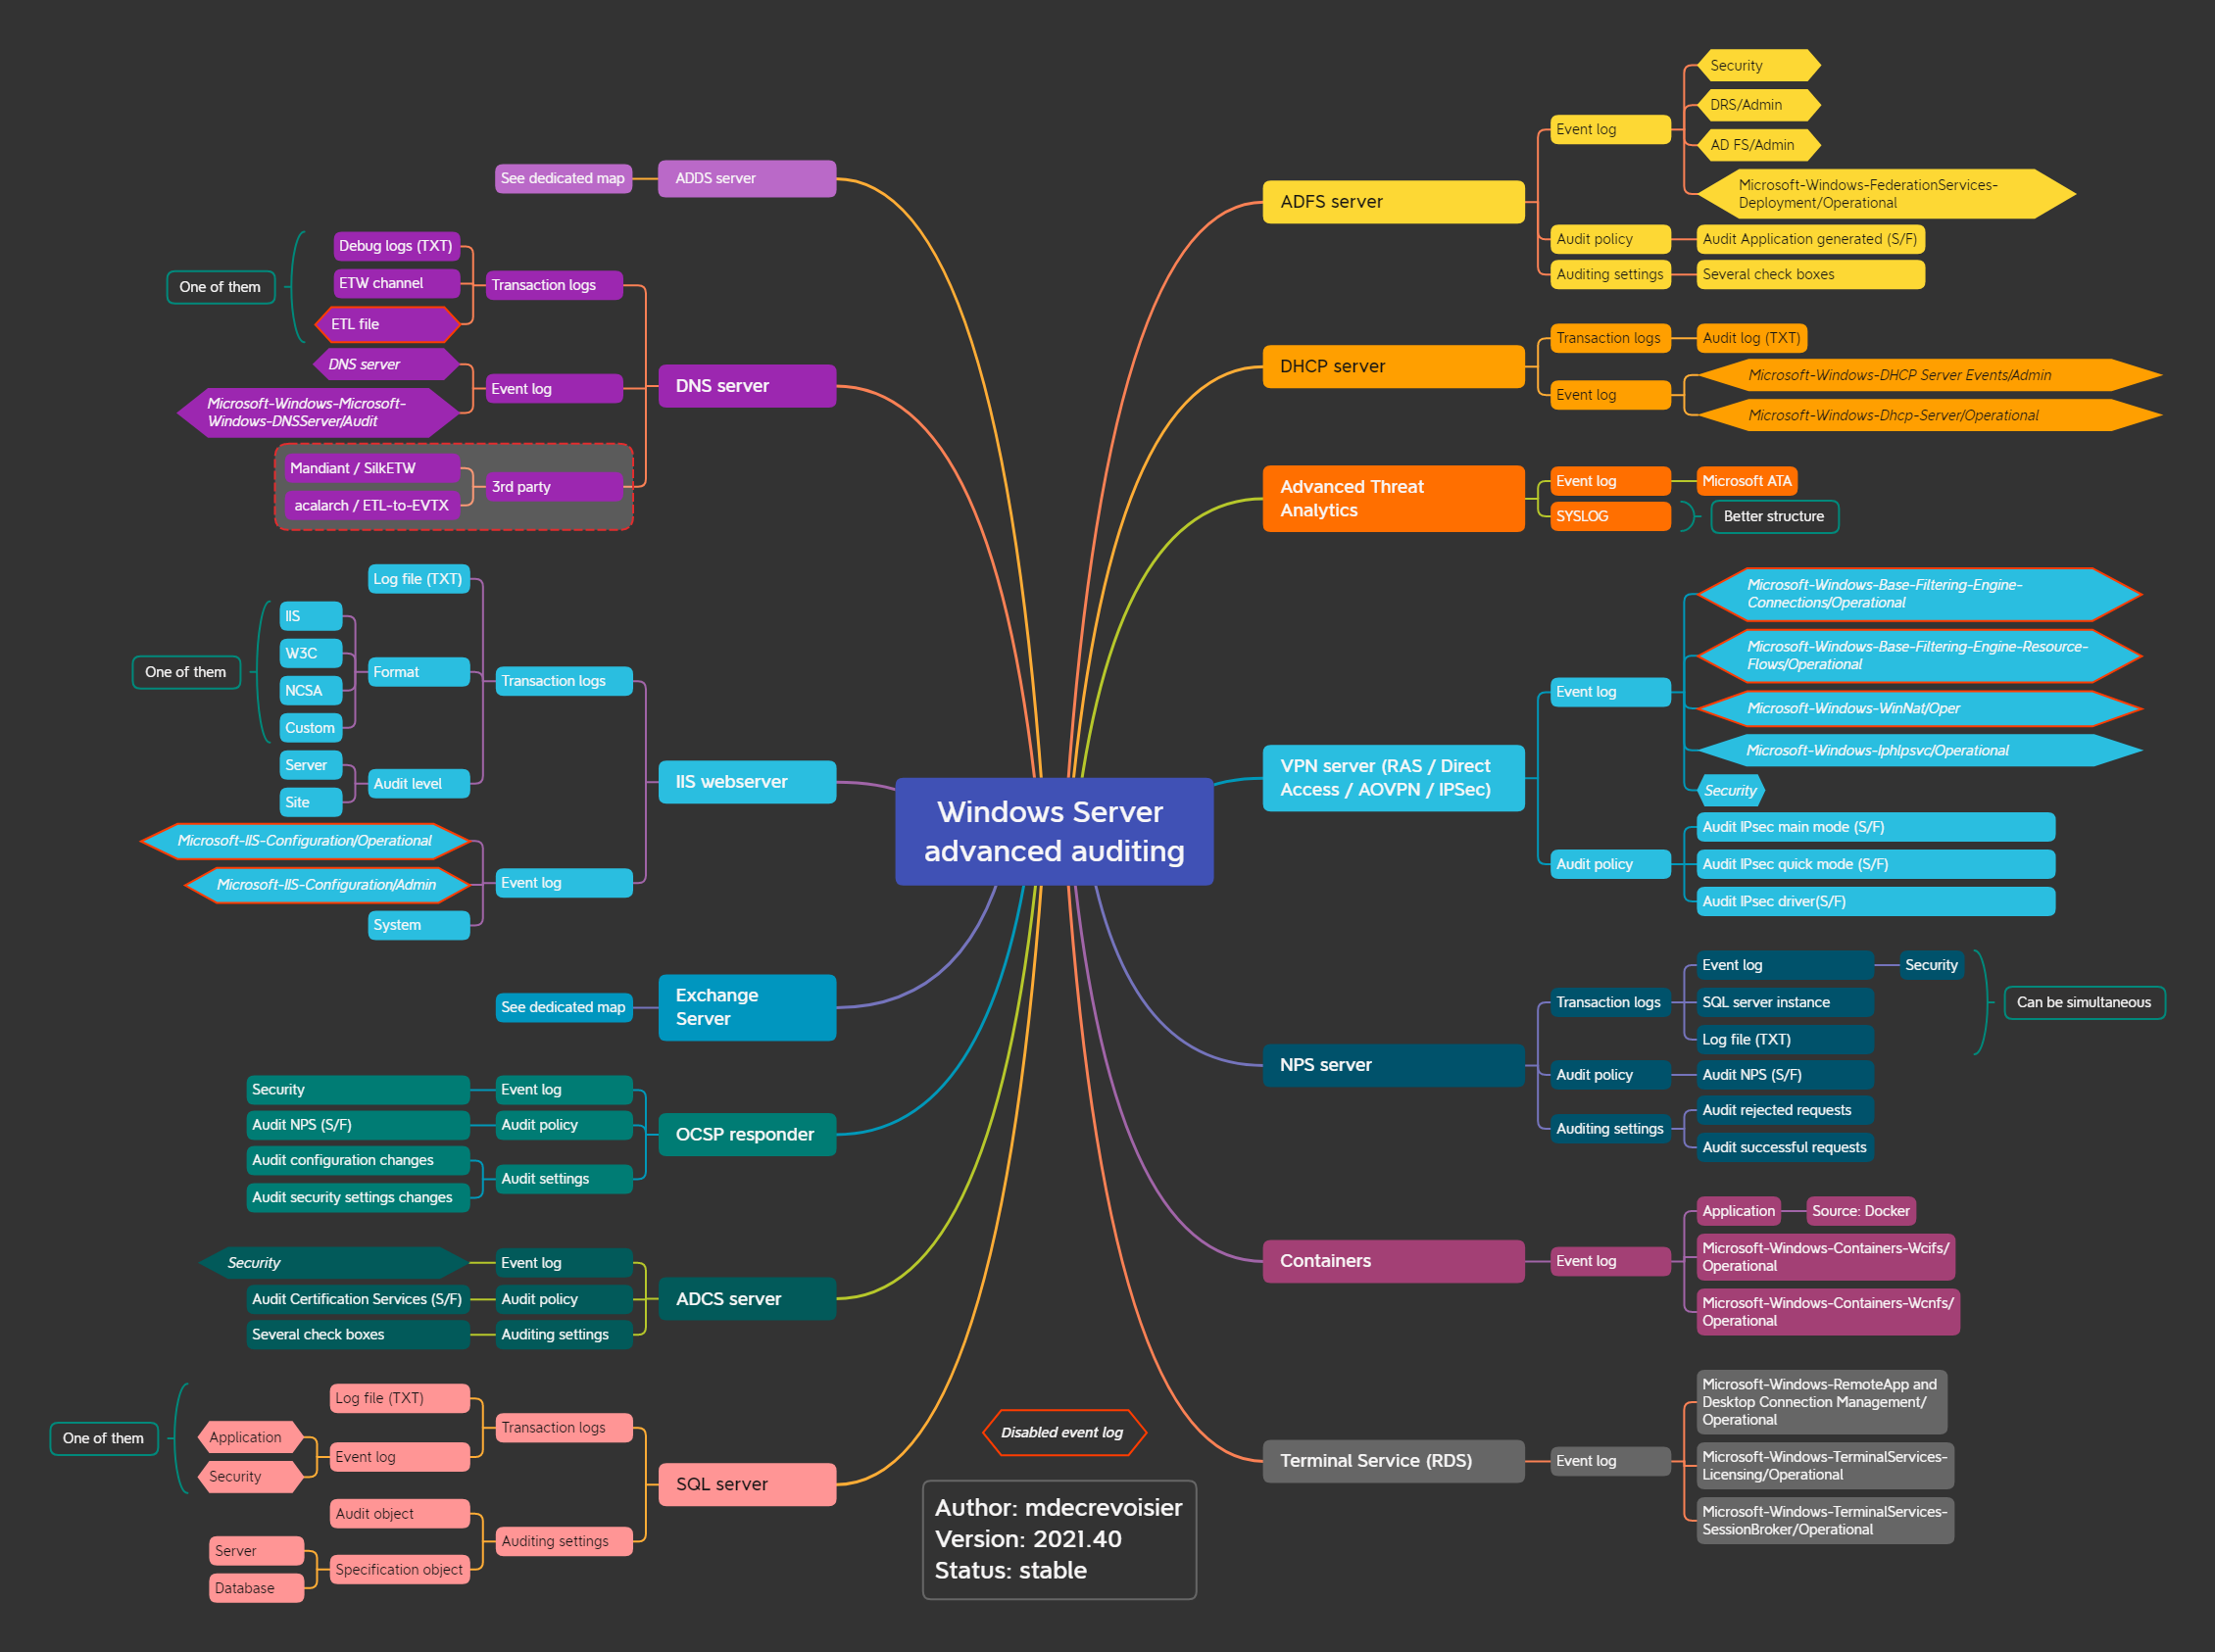 Windows Server
advanced auditing
ADDS server
See dedicated map
DNS server
Transaction logs
Debug logs (TXT)
ETW channel
ETL file
One of them
Event log
DNS server
Microsoft-Windows-Microsoft-
Windows-DNSServer/Audit
3rd party
Mandiant / SilkETW
acalarch / ETL-to-EVTX
IIS webserver
Transaction logs
Log file (TXT)
Format
IIS
W3C
NCSA
Custom
One of them
Audit level
Server
Site
Event log
Microsoft-IIS-Configuration/Operational
Microsoft-IIS-Configuration/Admin
System
Exchange
Server
See dedicated map
OCSP responder
Event log
Security
Audit policy
Audit NPS (S/F)
Audit settings
Audit configuration changes
Audit security settings changes
ADCS server
Event log
Security
Audit policy
Audit Certification Services (S/F)
Auditing settings
Several check boxes
SQL server
Transaction logs
Log file (TXT)
Event log
Application
Security
One of them
Auditing settings
Audit object
Specification object
Server
Database
ADFS server
Event log
Security
DRS/Admin
AD FS/Admin
Microsoft-Windows-FederationServices-
Deployment/Operational
Audit policy
Audit Application generated (S/F)
Auditing settings
Several check boxes
DHCP server
Transaction logs
Audit log (TXT)
Event log
Microsoft-Windows-DHCP Server Events/Admin
Microsoft-Windows-Dhcp-Server/Operational
Advanced Threat
Analytics
Event log
Microsoft ATA
SYSLOG
Better structure
VPN server (RAS / Direct
Access / AOVPN / IPSec)
Event log
Microsoft-Windows-Base-Filtering-Engine-
Connections/Operational
Microsoft-Windows-Base-Filtering-Engine-Resource-
Flows/Operational
Microsoft-Windows-WinNat/Oper
Microsoft-Windows-Iphlpsvc/Operational
Security
Audit policy
Audit IPsec main mode (S/F)
Audit IPsec quick mode (S/F)
Audit IPsec driver(S/F)
NPS server
Transaction logs
Event log
Security
SQL server instance
Log file (TXT)
Can be simultaneous
Audit policy
Audit NPS (S/F)
Auditing settings
Audit rejected requests
Audit successful requests
Containers
Event log
Application
Source: Docker
Microsoft-Windows-Containers-Wcifs/
Operational
Microsoft-Windows-Containers-Wcnfs/
Operational
Terminal Service (RDS)
Event log
Microsoft-Windows-RemoteApp and
Desktop Connection Management/
Operational
Microsoft-Windows-TerminalServices-
Licensing/Operational
Microsoft-Windows-TerminalServices-
SessionBroker/Operational
Disabled event log
Author: mdecrevoisier
Version: 2021.40
Status: stable